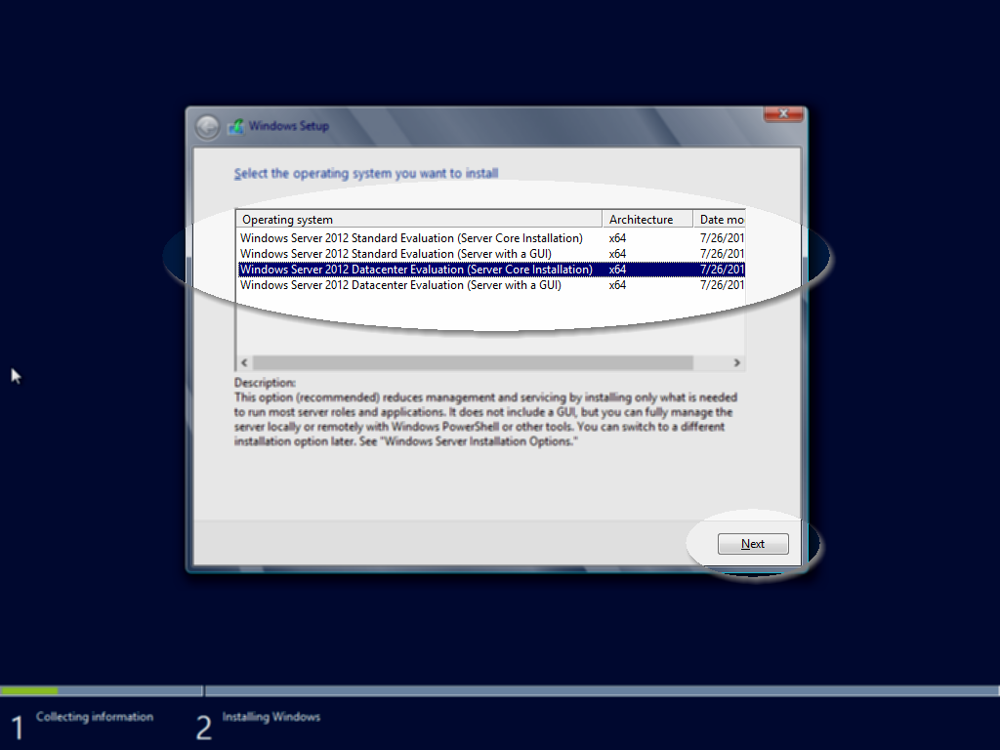 Windows Setup
Select the operating system you want to install
Operating system Architecture Date mo
Windows Server 2012 Standard Evaluation (Server Core Installation) x64 7/26/201
Windows Server 2012 Standard Evaluation (Server with a GUI) x64 7/26/201
Windows Server 2012 Datacenter Evaluation (Server Core Installation) x64 7/26/201
Windows Server 2012 Datacenter Evaluation (Server with a GUI) x64 7/26/201
Description:
This option (recommended) reduces management and servicing by installing only what is needed
to run most server roles and applications. It does not include a GUI, but you can fully manage the
server locally or remotely with Windows PowerShell or other tools. You can switch to a different
installation option later. See "Windows Server Installation Options."
Next
1 Collecting information 2 Installing Windows